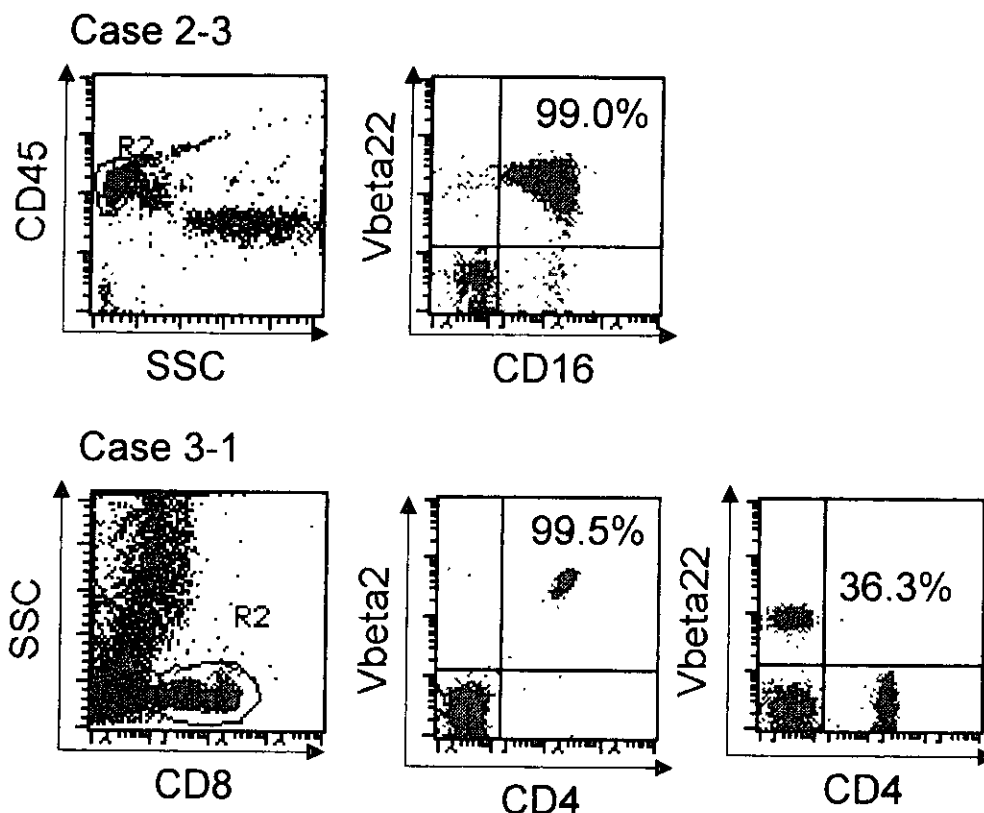 Case 2-3
CD45
R2
SSC
Vbeta22
99.0%
CD16
Case 3-1
SSC
R2
CD8
Vbeta2
99.5%
CD4
Vbeta22
36.3%
CD4